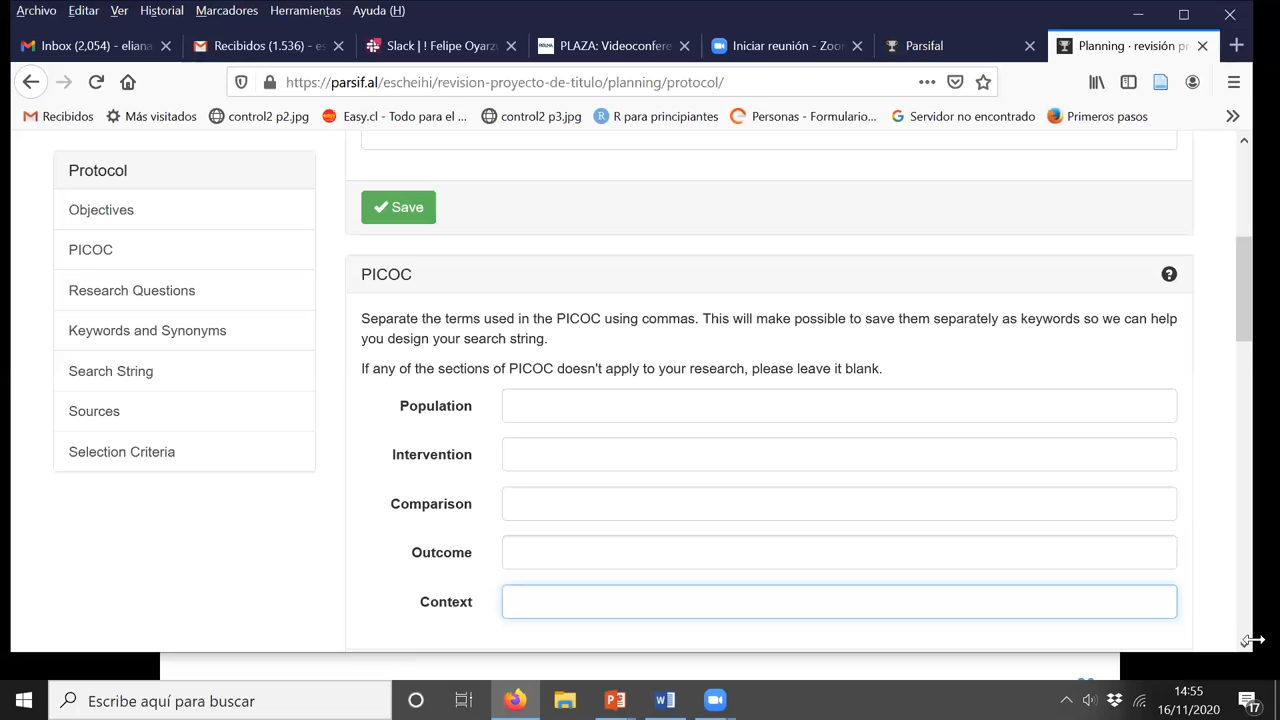 Archivo Editar Ver Historial Marcadores Herramientas Ayuda (H)
Inbox (2,054) – eliana
Recibidos (1.536) – es
Slack | ! Felipe Oyarzu
PLAZA: Videoconfere
Iniciar reunión - Zoo
Parsifal
Planning · revisión pr
https://parsif.al/escheihi/revision-proyecto-de-titulo/planning/protocol/
Recibidos
Más visitados
control2 p2.jpg
Easy.cl - Todo para el ...
control2 p3.jpg
R para principiantes
Personas - Formulario...
Servidor no encontrado
Primeros pasos
Protocol
Objectives
PICOC
Research Questions
Keywords and Synonyms
Search String
Sources
Selection Criteria
Save
PICOC
Separate the terms used in the PICOC using commas. This will make possible to save them separately as keywords so we can help
you design your search string.
If any of the sections of PICOC doesn't apply to your research, please leave it blank.
Population
Intervention
Comparison
Outcome
Context
Escribe aquí para buscar
14:55
16/11/2020
17